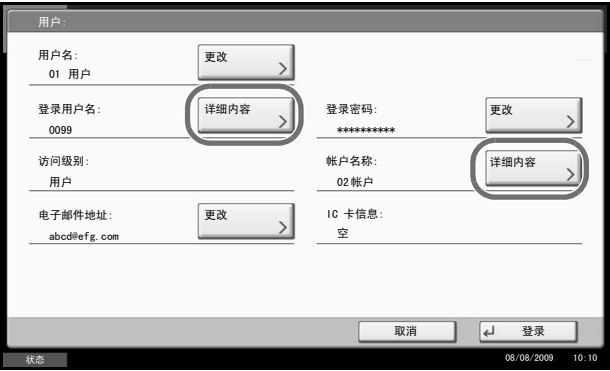 用户:
用户名:
更改
01 用户
登录用户名:
详细内容
0099
登录密码:
更改
**********
访问级别:
用户
帐户名称:
详细内容
02帐户
电子邮件地址:
更改
abcd@efg.com
IC 卡信息:
空
取消
登录
状态
08/08/2009 10:10